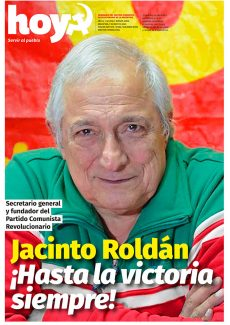 hoy
Servir al pueblo
Secretario general
y fundador del
Partido Comunista
Revolucionario
Jacinto Roldán
¡Hasta la victoria
siempre!